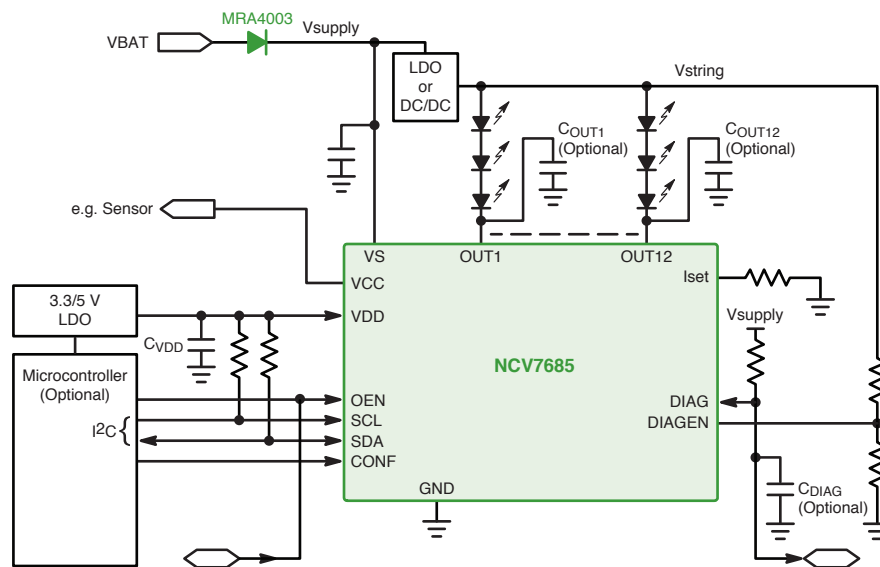 MRA4003
VBAT
Vsupply
LDO
or
DC/DC
Vstring
COUT1
(Optional)
COUT12
(Optional)
e.g. Sensor
VS
OUT1
OUT12
VCC
Iset
3.3/5 V
LDO
VDD
Vsupply
CVDD
NCV7685
Microcontroller
(Optional)
OEN
DIAG
SCL
DIAGEN
I2C {
SDA
CONF
GND
CDIAG
(Optional)